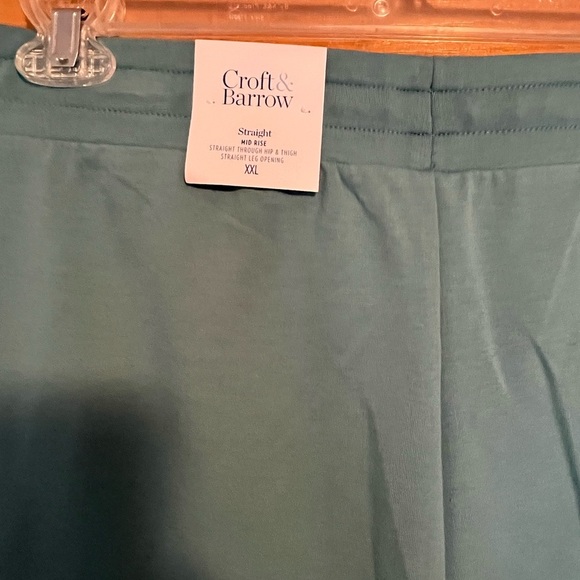 Croft&
Barrow
Straight
MID RISE
STRAIGHT THROUGH HIP & THIGH
STRAIGHT LEG OPENING
XXL